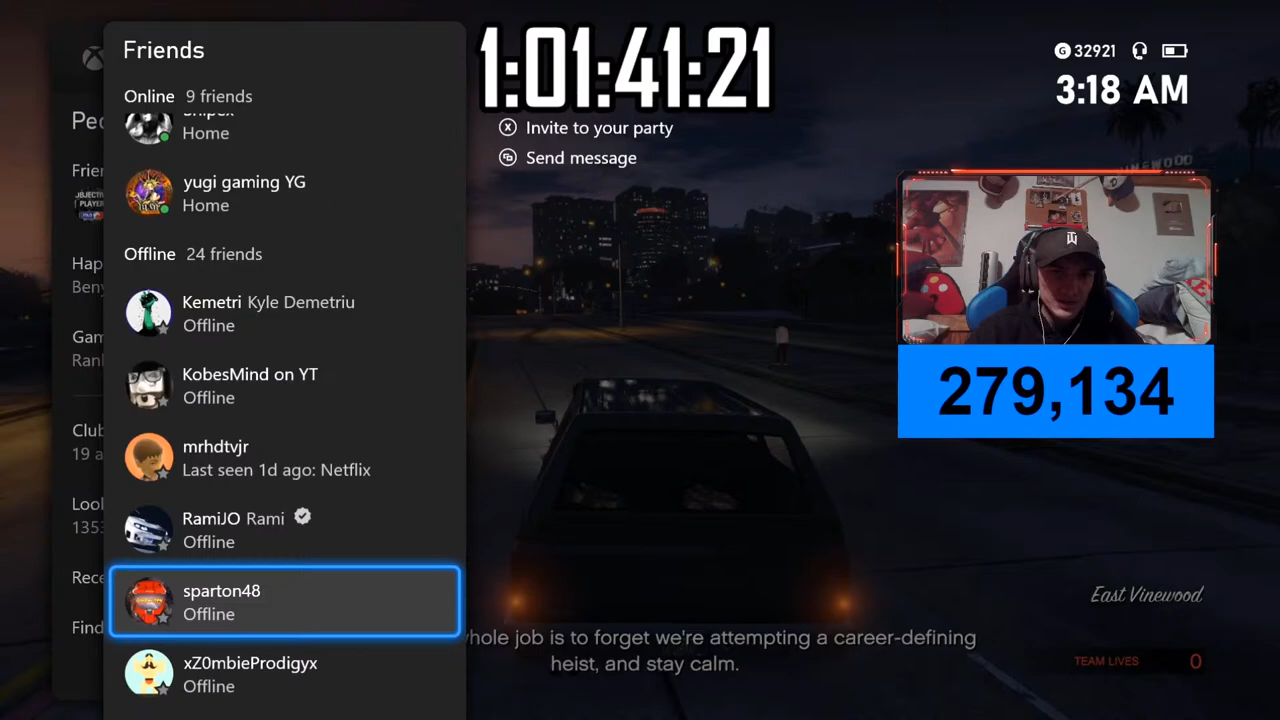 Friends
Online 9 friends
Home
yugi gaming YG
Home
Offline 24 friends
Kemetri Kyle Demetriu
Offline
KobesMind on YT
Offline
mrhdtvjr
Last seen 1d ago: Netflix
RamiJO Rami
Offline
sparton48
Offline
xZ0mbieProdigyx
Offline
1:01:41:21
Invite to your party
Send message
G 32921
3:18 AM
279,134
East Vinewood
TEAM LIVES 0
whole job is to forget we're attempting a career-defining
heist, and stay calm.